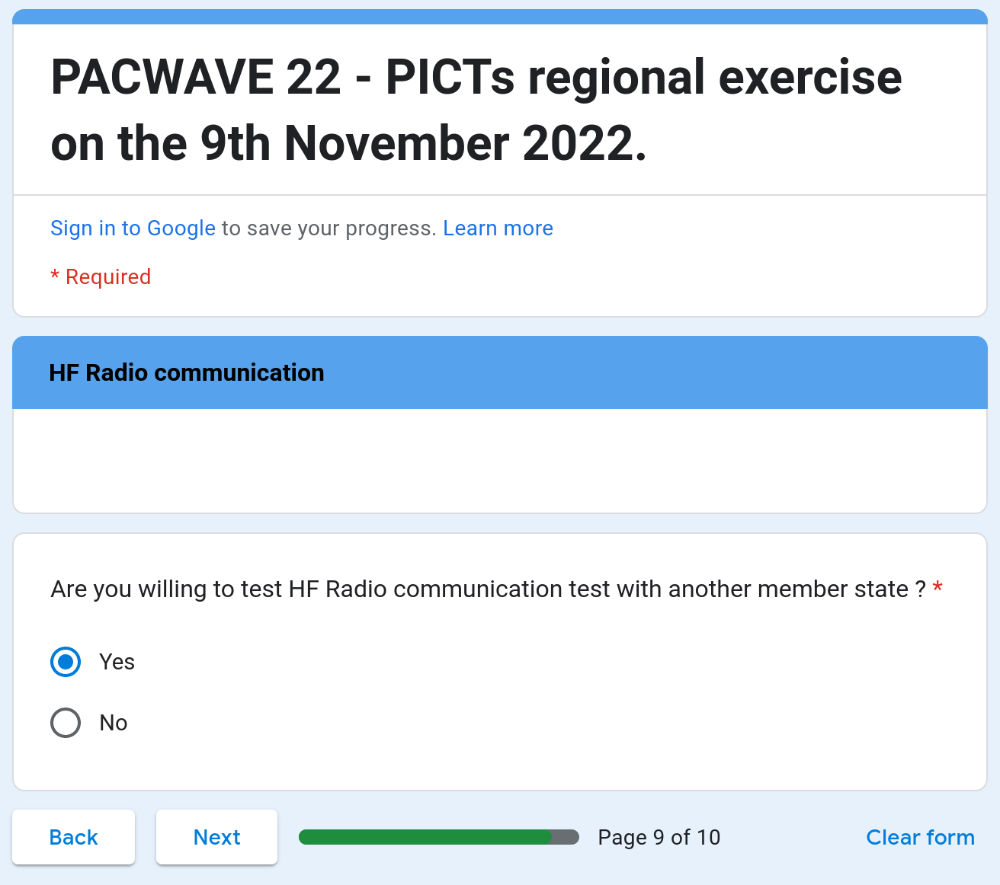 PACWAVE 22 - PICTs regional exercise
on the 9th November 2022.
Sign in to Google to save your progress. Learn more
* Required
HF Radio communication
Are you willing to test HF Radio communication test with another member state ? *
Yes
No
Back
Next
Page 9 of 10
Clear form